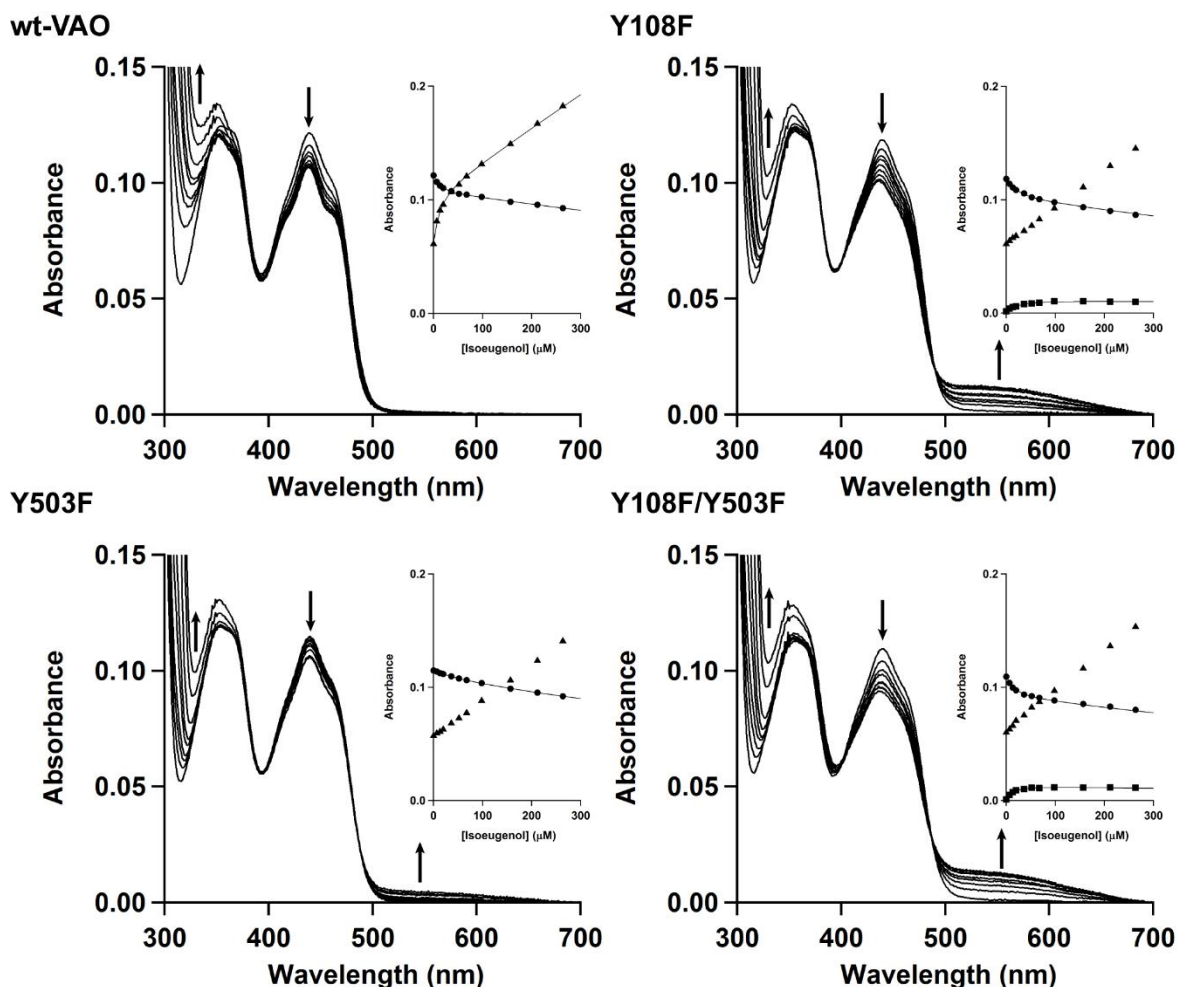 wt-VAO
Absorbance
0.15
0.10
0.05
0.00
300 400 500 600 700
Wavelength (nm)
Absorbance
0.2
0.1
0.0
0 100 200 300
[Isoeugenol] (μM)
Y108F
Absorbance
0.15
0.10
0.05
0.00
300 400 500 600 700
Wavelength (nm)
Absorbance
0.2
0.1
0.0
0 100 200 300
[Isoeugenol] (μM)
Y503F
Absorbance
0.15
0.10
0.05
0.00
300 400 500 600 700
Wavelength (nm)
Absorbance
0.2
0.1
0.0
0 100 200 300
[Isoeugenol] (μM)
Y108F/Y503F
Absorbance
0.15
0.10
0.05
0.00
300 400 500 600 700
Wavelength (nm)
Absorbance
0.2
0.1
0.0
0 100 200 300
[Isoeugenol] (μM)